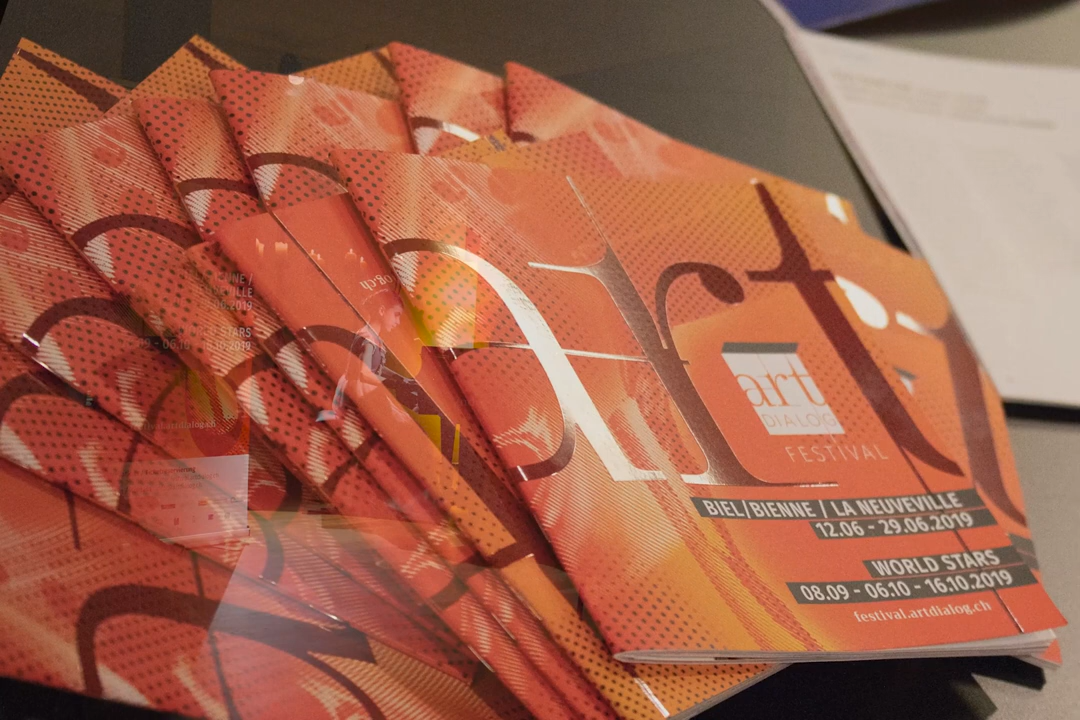 art
art
DIALOG
FESTIVAL
BIEL/BIENNE / LA NEUVEVILLE
12.06 - 29.06.2019
WORLD STARS
08.09 - 06.10 - 16.10.2019
festival.artdialog.ch